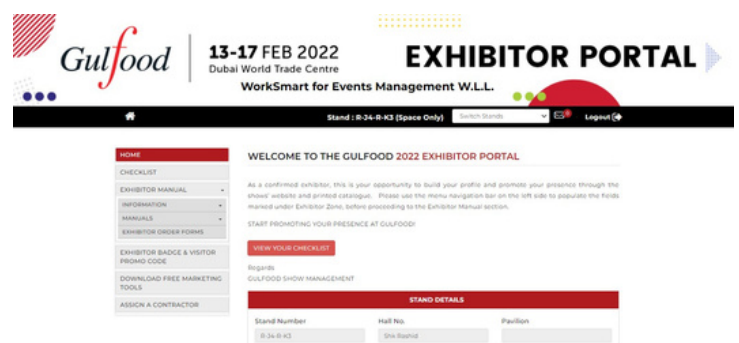 Gulfood
13-17 FEB 2022
Dubai World Trade Centre
EXHIBITOR PORTAL
WorkSmart for Events Management W.L.L.
Stand : R-34-R-K3 (Space Only)
Switch Stands
0
Logout
HOME
CHECKLIST
EXHIBITOR MANUAL
INFORMATION
MANUALS
EXHIBITOR ORDER FORMS
EXHIBITOR BADGE & VISITOR
PROMO CODE
DOWNLOAD FREE MARKETING
TOOLS
ASSIGN A CONTRACTOR
WELCOME TO THE GULFOOD 2022 EXHIBITOR PORTAL
As a confirmed exhibitor, this is your opportunity to build your profile and promote your presence through the
shows' website and printed catalogue. Please use the menu navigation bar on the left side to populate the fields
marked under Exhibitor Zone, before proceeding to the Exhibitor Manual section.
START PROMOTING YOUR PRESENCE AT GULFOOD!
VIEW YOUR CHECKLIST
Regards
GULFOOD SHOW MANAGEMENT
STAND DETAILS
Stand Number
Hall No.
Pavilion
R-34-R-K3
Shk Rashid